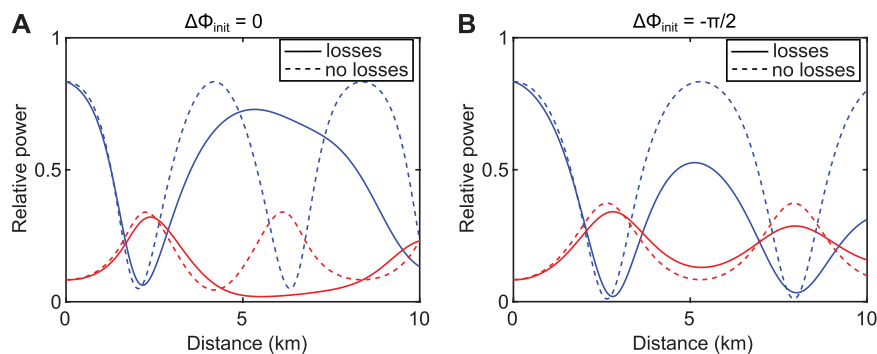 A
ΔΦinit = 0
1
0.5
0
Relative power
losses
no losses
0
5
10
Distance (km)
B
ΔΦinit = -π/2
1
0.5
0
Relative power
losses
no losses
0
5
10
Distance (km)